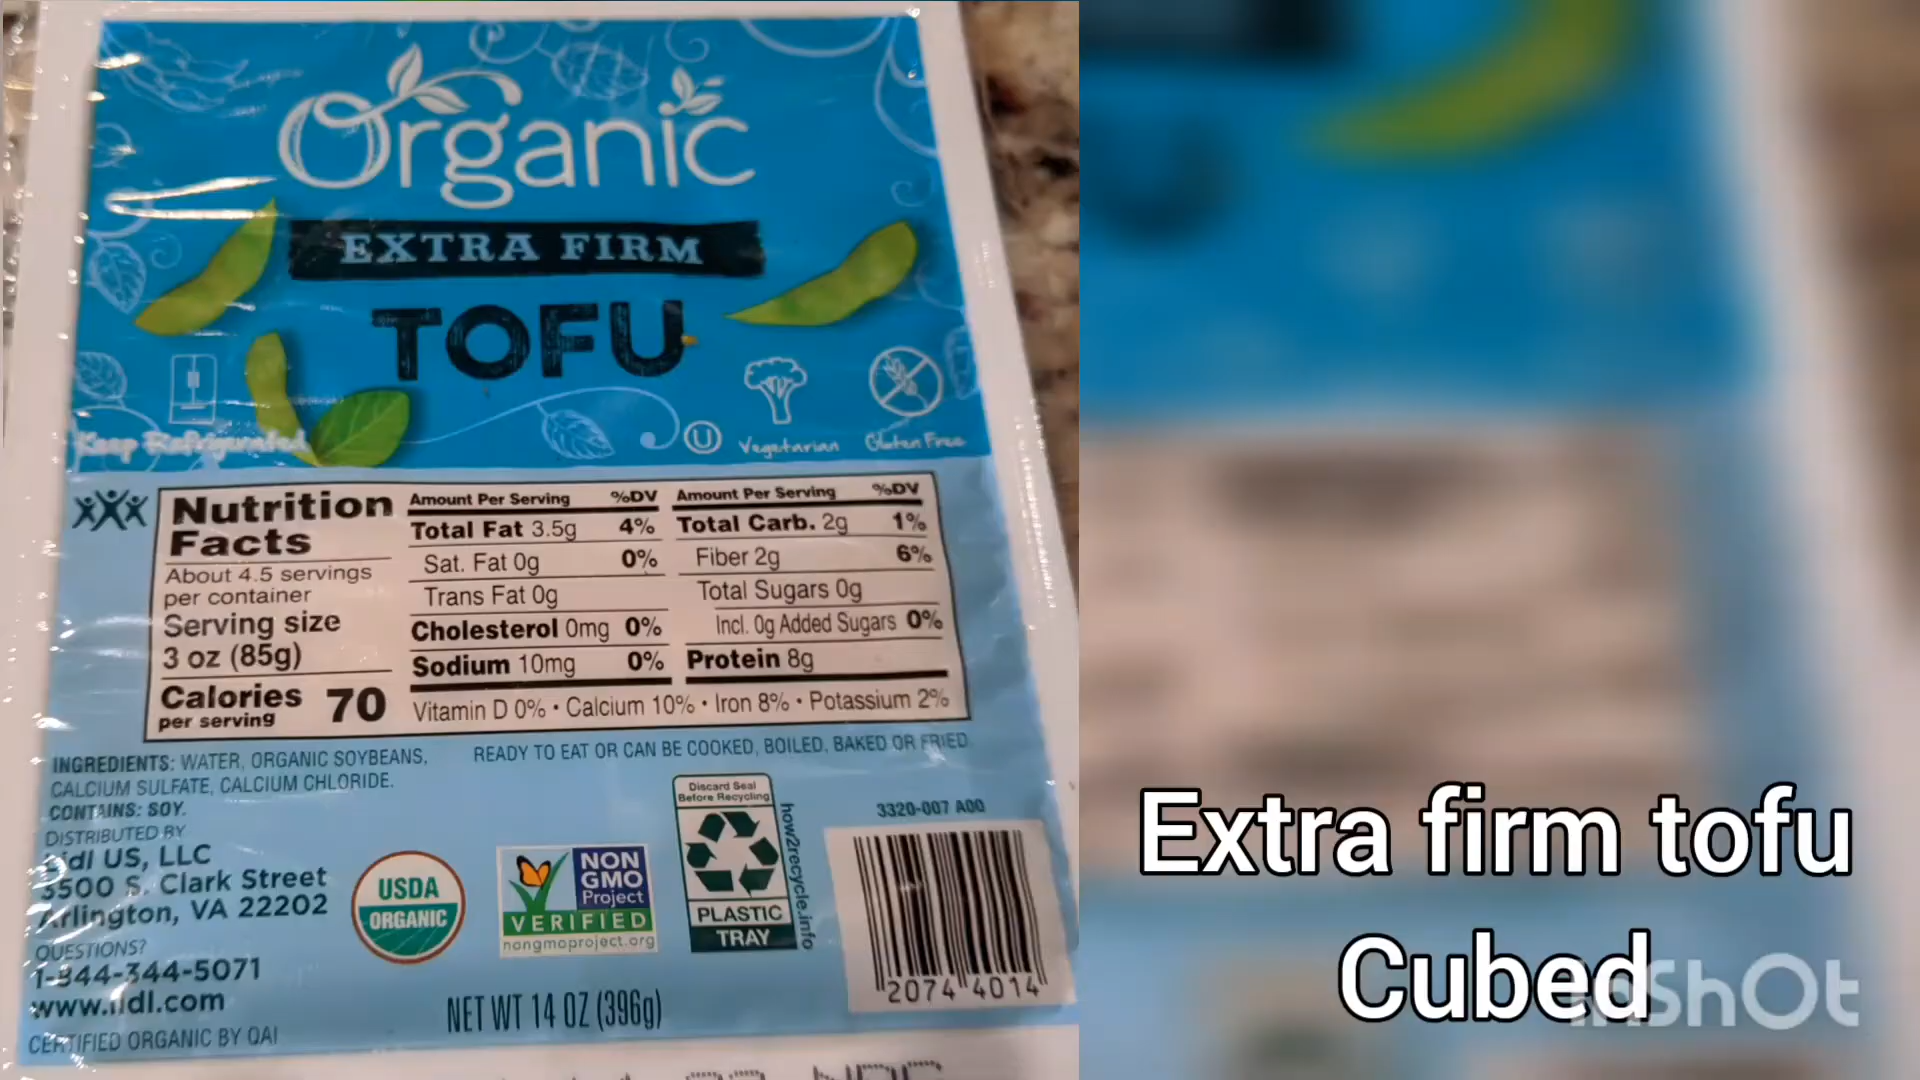 Organic
EXTRA FIRM
TOFU
Keep Refrigerated
U
Vegetarian
Gluten Free
Nutrition
Facts
About 4.5 servings
per container
Serving size
3 oz (85g)
Calories 70
per serving
Amount Per Serving %DV
Total Fat 3.5g 4%
Sat. Fat 0g 0%
Trans Fat 0g
Cholesterol 0mg 0%
Sodium 10mg 0%
Amount Per Serving %DV
Total Carb. 2g 1%
Fiber 2g 6%
Total Sugars 0g
Incl. 0g Added Sugars 0%
Protein 8g
Vitamin D 0% • Calcium 10% • Iron 8% • Potassium 2%
INGREDIENTS: WATER, ORGANIC SOYBEANS,
CALCIUM SULFATE, CALCIUM CHLORIDE.
CONTAINS: SOY.
READY TO EAT OR CAN BE COOKED, BOILED, BAKED OR FRIED.
DISTRIBUTED BY
Lidl US, LLC
3500 S. Clark Street
Arlington, VA 22202
QUESTIONS?
1-844-344-5071
www.lidl.com
CERTIFIED ORGANIC BY QAI
USDA
ORGANIC
NON
GMO
Project
VERIFIED
nongmoproject.org
Discard Seal
Before Recycling
PLASTIC
TRAY
how2recycle.info
3320-007 A00
2074 4014
NET WT 14 OZ (396g)
Extra firm tofu
Cubed
InShOt